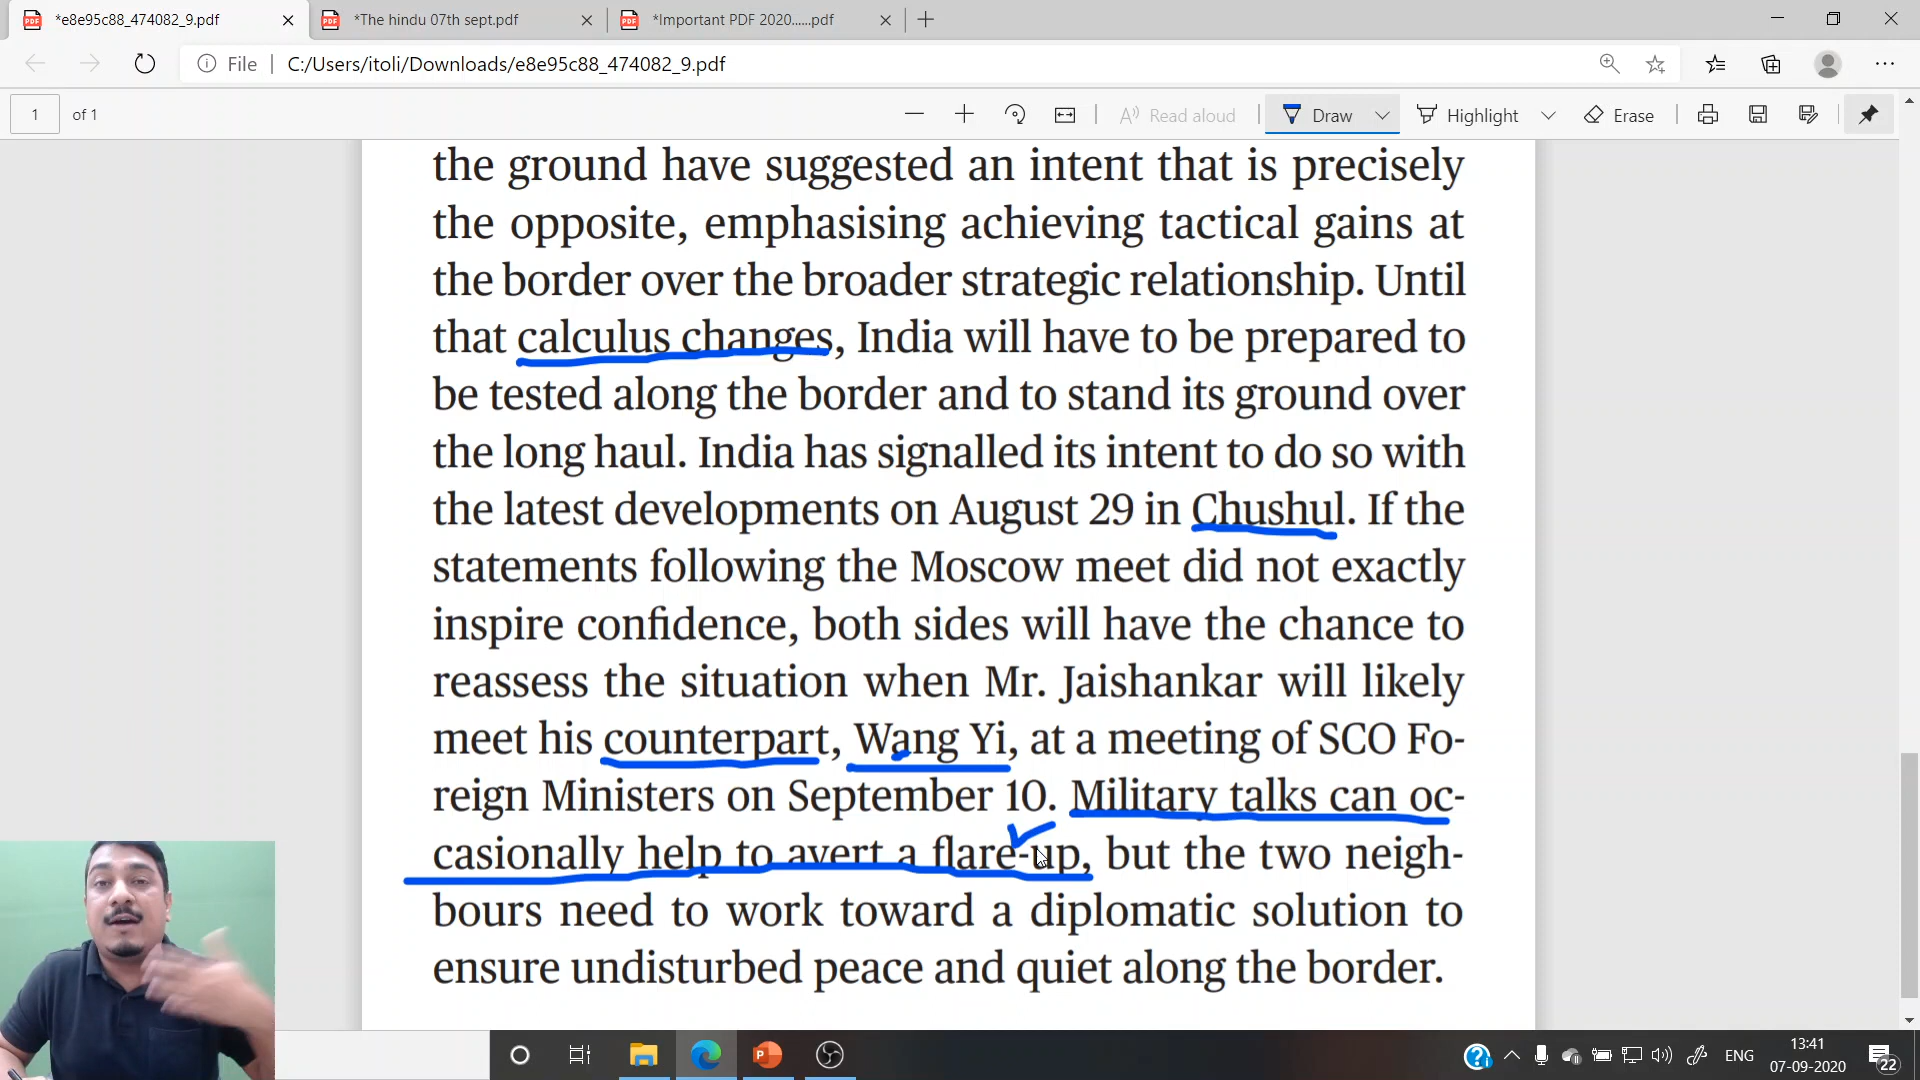 *e8e95c88_474082_9.pdf
*The hindu 07th sept.pdf
*Important PDF 2020......pdf
File
C:/Users/itoli/Downloads/e8e95c88_474082_9.pdf
1 of 1
Read aloud
Draw
Highlight
Erase
the ground have suggested an intent that is precisely
the opposite, emphasising achieving tactical gains at
the border over the broader strategic relationship. Until
that calculus changes, India will have to be prepared to
be tested along the border and to stand its ground over
the long haul. India has signalled its intent to do so with
the latest developments on August 29 in Chushul. If the
statements following the Moscow meet did not exactly
inspire confidence, both sides will have the chance to
reassess the situation when Mr. Jaishankar will likely
meet his counterpart, Wang Yi, at a meeting of SCO Fo-
reign Ministers on September 10. Military talks can oc-
casionally help to avert a flare-up, but the two neigh-
bours need to work toward a diplomatic solution to
ensure undisturbed peace and quiet along the border.
ENG
13:41
07-09-2020
22